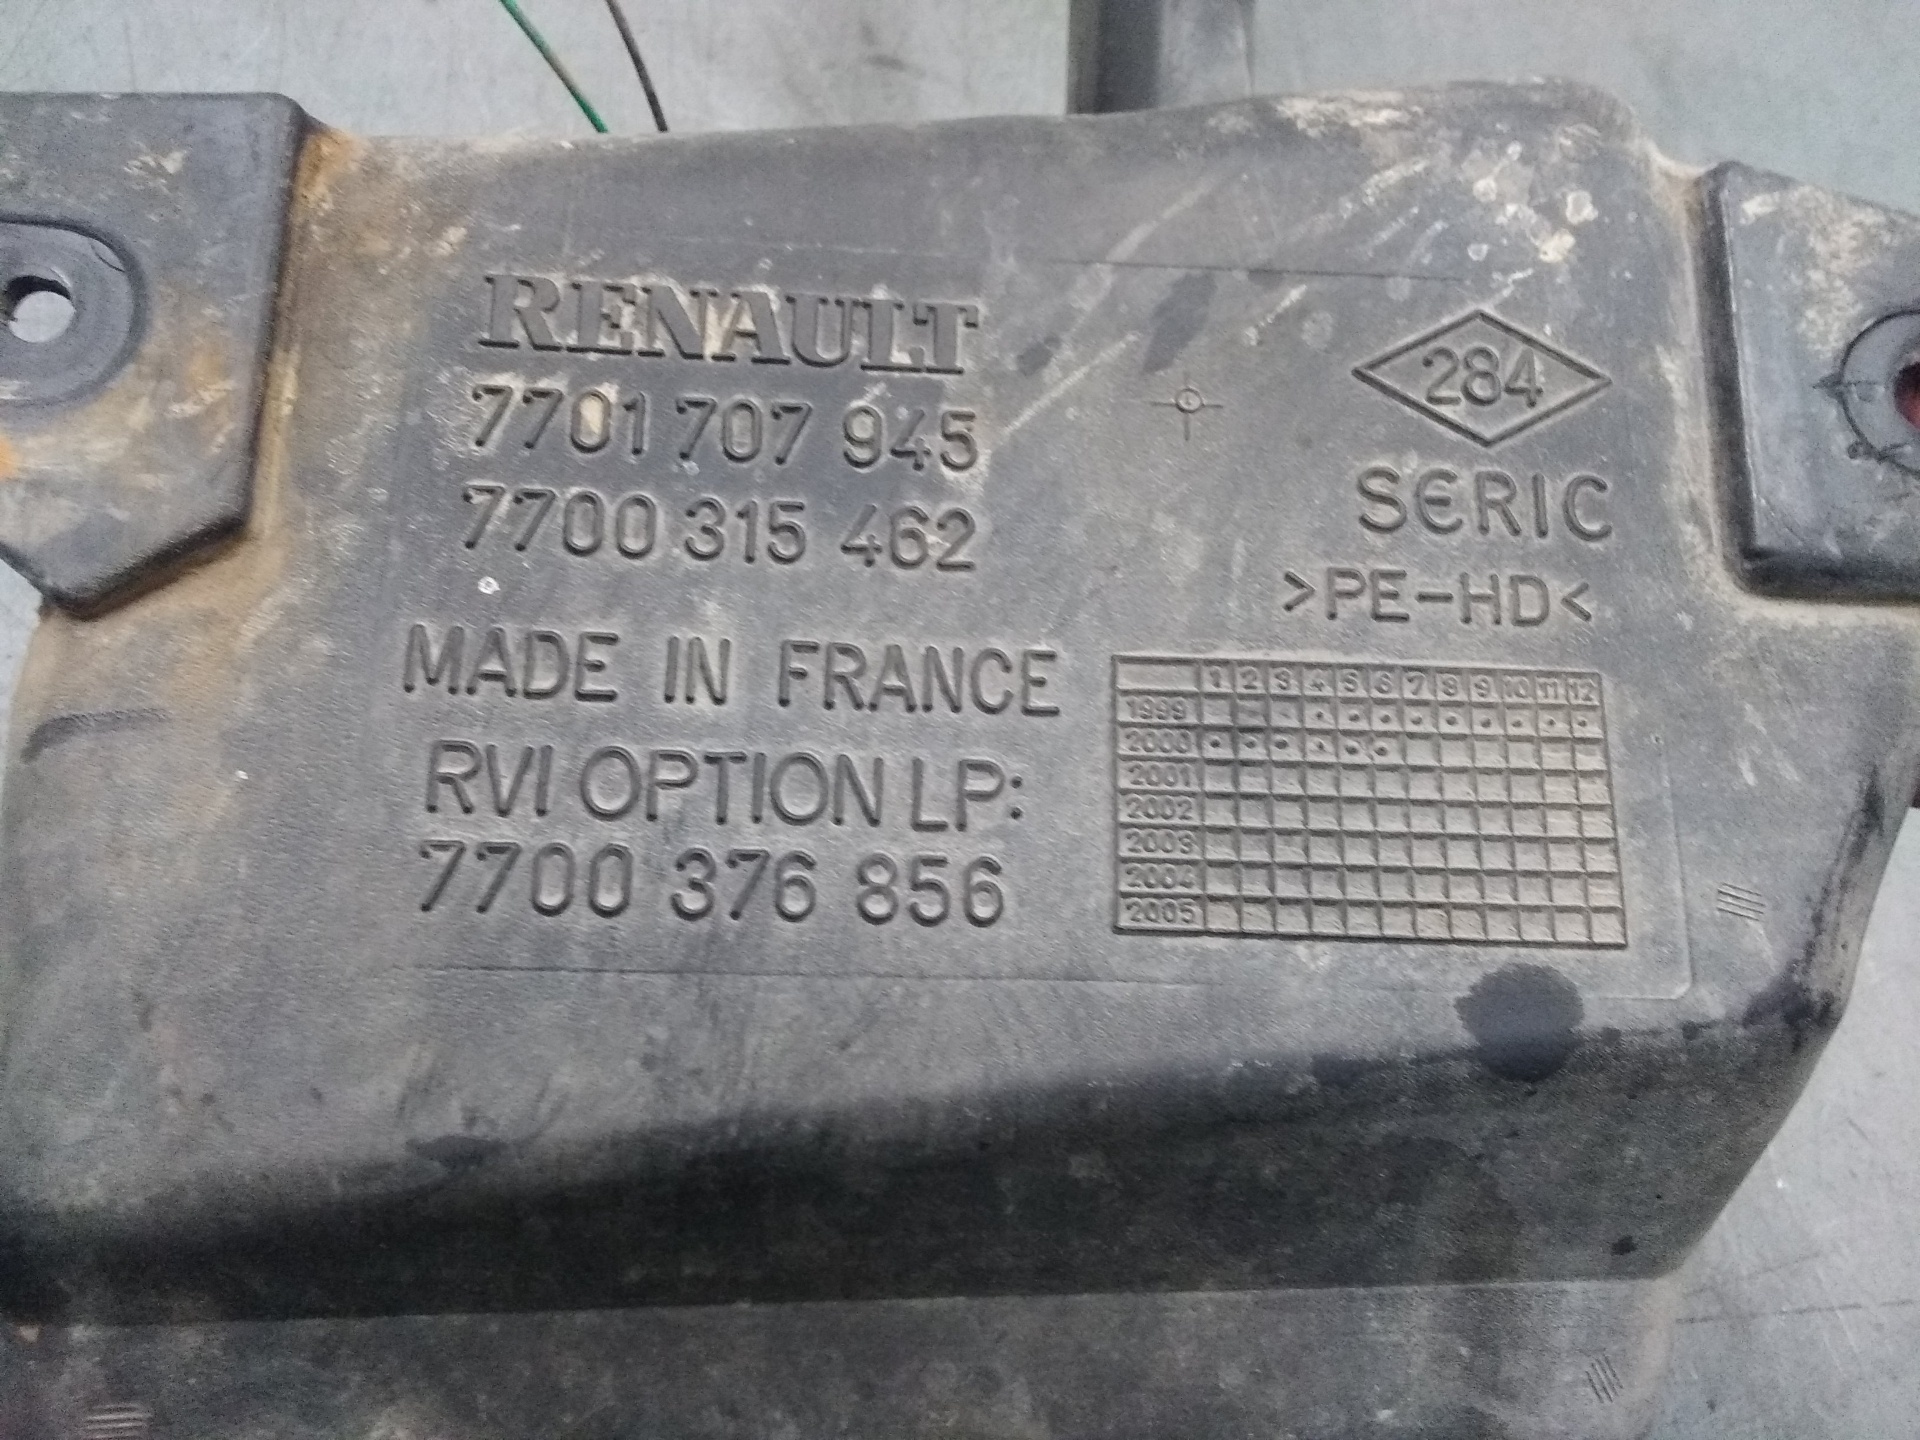 RENAULT
7701 707 945
7700 315 462
MADE IN FRANCE
RVI OPTION LP:
7700 376 856
284
SERIC
>PE-HD<
1 2 3 4 5 6 7 8 9 10 11 12
1999
2000
2001
2002
2003
2004
2005